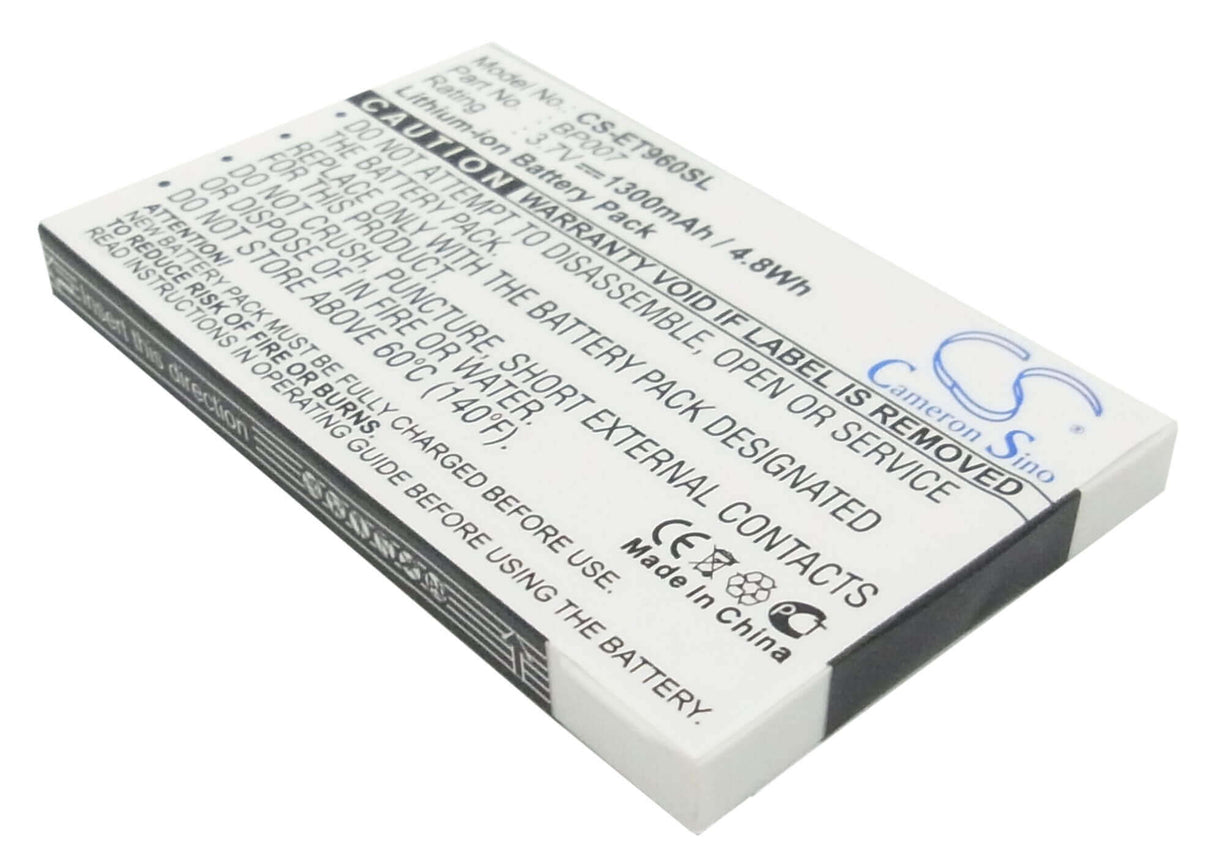 Model No.: CS-ET960SL
Part No. : BP007
Rating : 3.7V⎓1300mAh / 4.8Wh
Lithium-ion Battery Pack
CAUTION WARRANTY VOID IF LABEL IS REMOVED
• DO NOT ATTEMPT TO DISASSEMBLE, OPEN OR SERVICE
THE BATTERY PACK.
• REPLACE ONLY WITH THE BATTERY PACK DESIGNATED
FOR THIS PRODUCT.
• DO NOT CRUSH, PUNCTURE, SHORT EXTERNAL CONTACTS
OR DISPOSE OF IN FIRE OR WATER.
• DO NOT STORE ABOVE 60°C (140°F).
ATTENTION:
NEW BATTERY PACK MUST BE FULLY CHARGED BEFORE USE.
TO REDUCE RISK OF FIRE OR BURNS,
READ INSTRUCTIONS IN OPERATING GUIDE BEFORE USING THE BATTERY.
CS
Cameron Sino
®
CE PCT
Made In China
Insert this direction